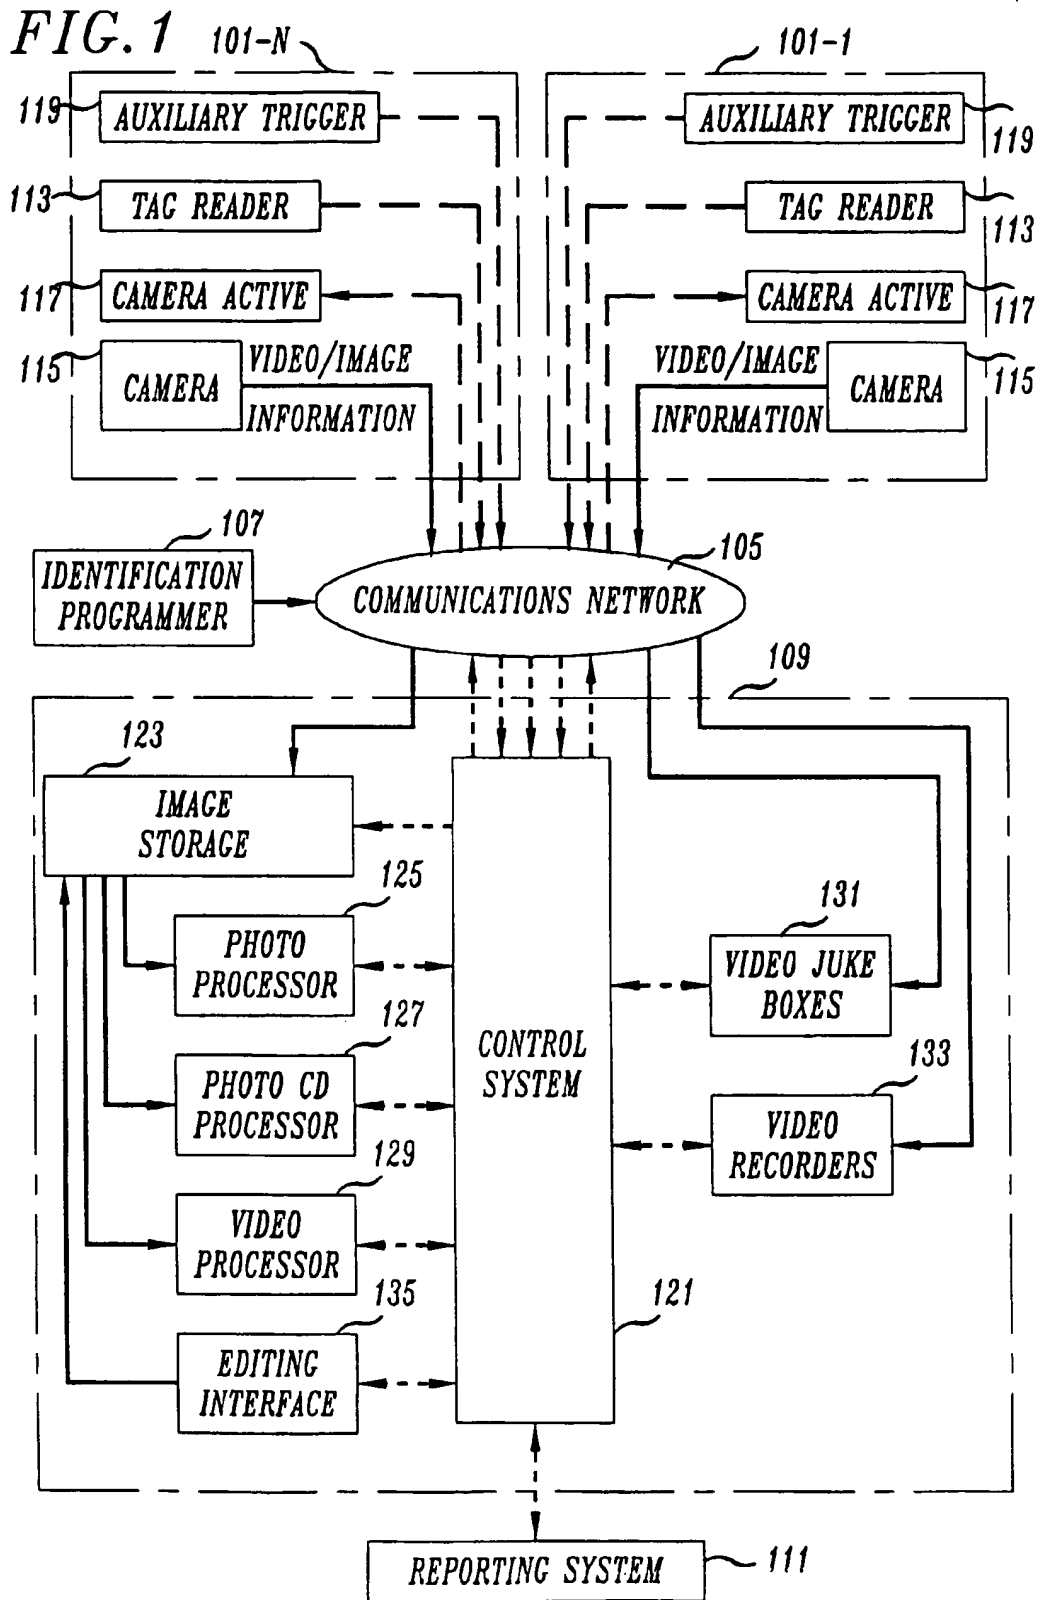 FIG. 1
101-N
101-1
119
AUXILIARY TRIGGER
AUXILIARY TRIGGER
119
113
TAG READER
TAG READER
113
117
CAMERA ACTIVE
CAMERA ACTIVE
117
115
CAMERA
VIDEO/IMAGE
INFORMATION
VIDEO/IMAGE
INFORMATION
CAMERA
115
107
IDENTIFICATION
PROGRAMMER
105
COMMUNICATIONS NETWORK
109
123
IMAGE
STORAGE
125
PHOTO
PROCESSOR
131
VIDEO JUKE
BOXES
127
PHOTO CD
PROCESSOR
CONTROL
SYSTEM
133
VIDEO
RECORDERS
129
VIDEO
PROCESSOR
135
EDITING
INTERFACE
121
REPORTING SYSTEM
111